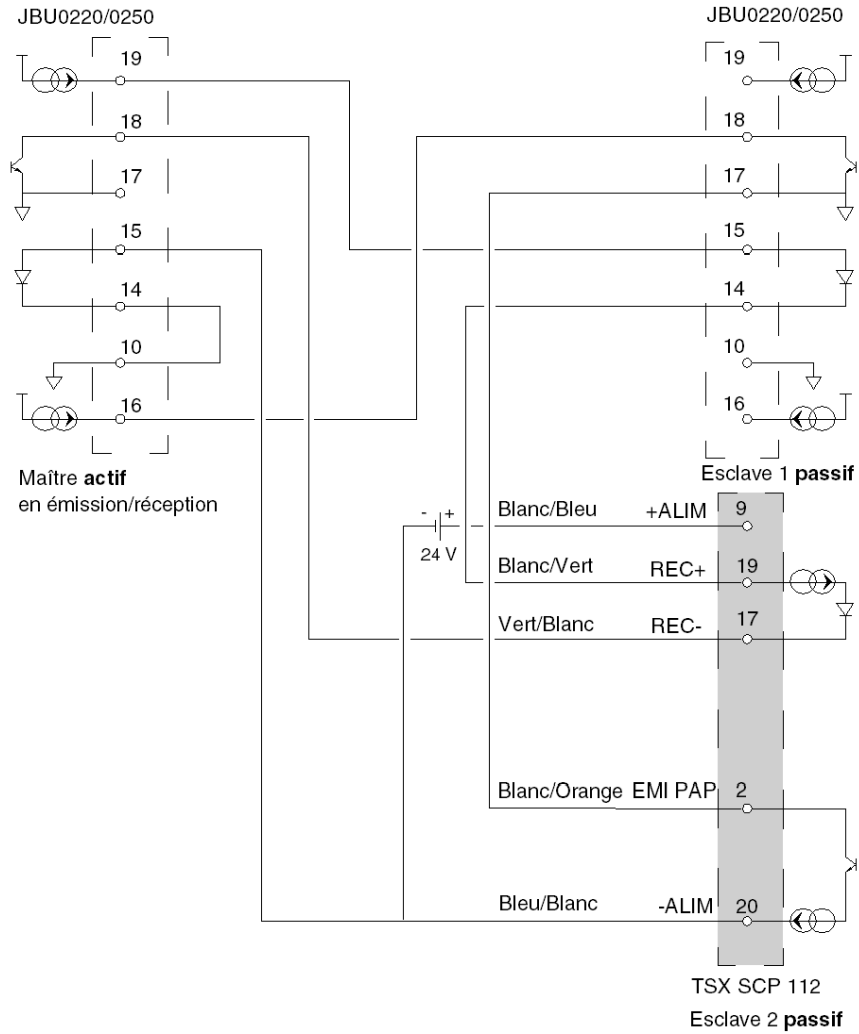 JBU0220/0250
19
18
17
15
14
10
16
Maître actif
en émission/réception
JBU0220/0250
19
18
17
15
14
10
16
Esclave 1 passif
- +
24 V
Blanc/Bleu +ALIM 9
Blanc/Vert REC+ 19
Vert/Blanc REC- 17
Blanc/Orange EMI PAP 2
Bleu/Blanc -ALIM 20
TSX SCP 112
Esclave 2 passif